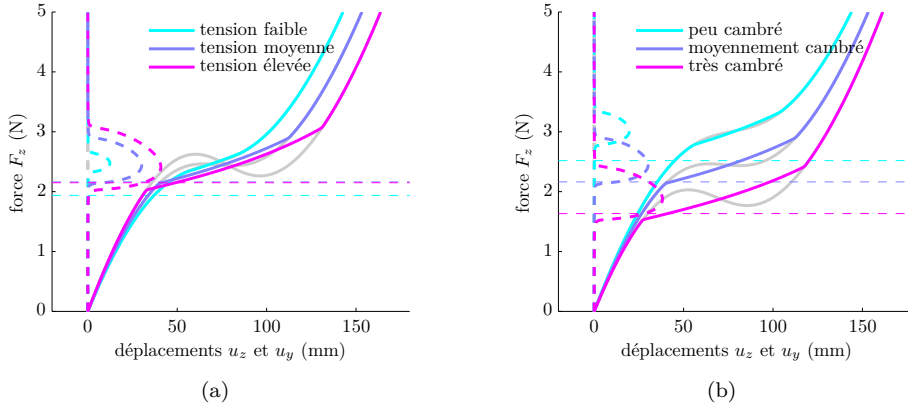 5
4
3
2
1
0
force F_z (N)
tension faible
tension moyenne
tension élevée
0
50
100
150
déplacements u_z et u_y (mm)
(a)
5
4
3
2
1
0
force F_z (N)
peu cambré
moyennement cambré
très cambré
0
50
100
150
déplacements u_z et u_y (mm)
(b)